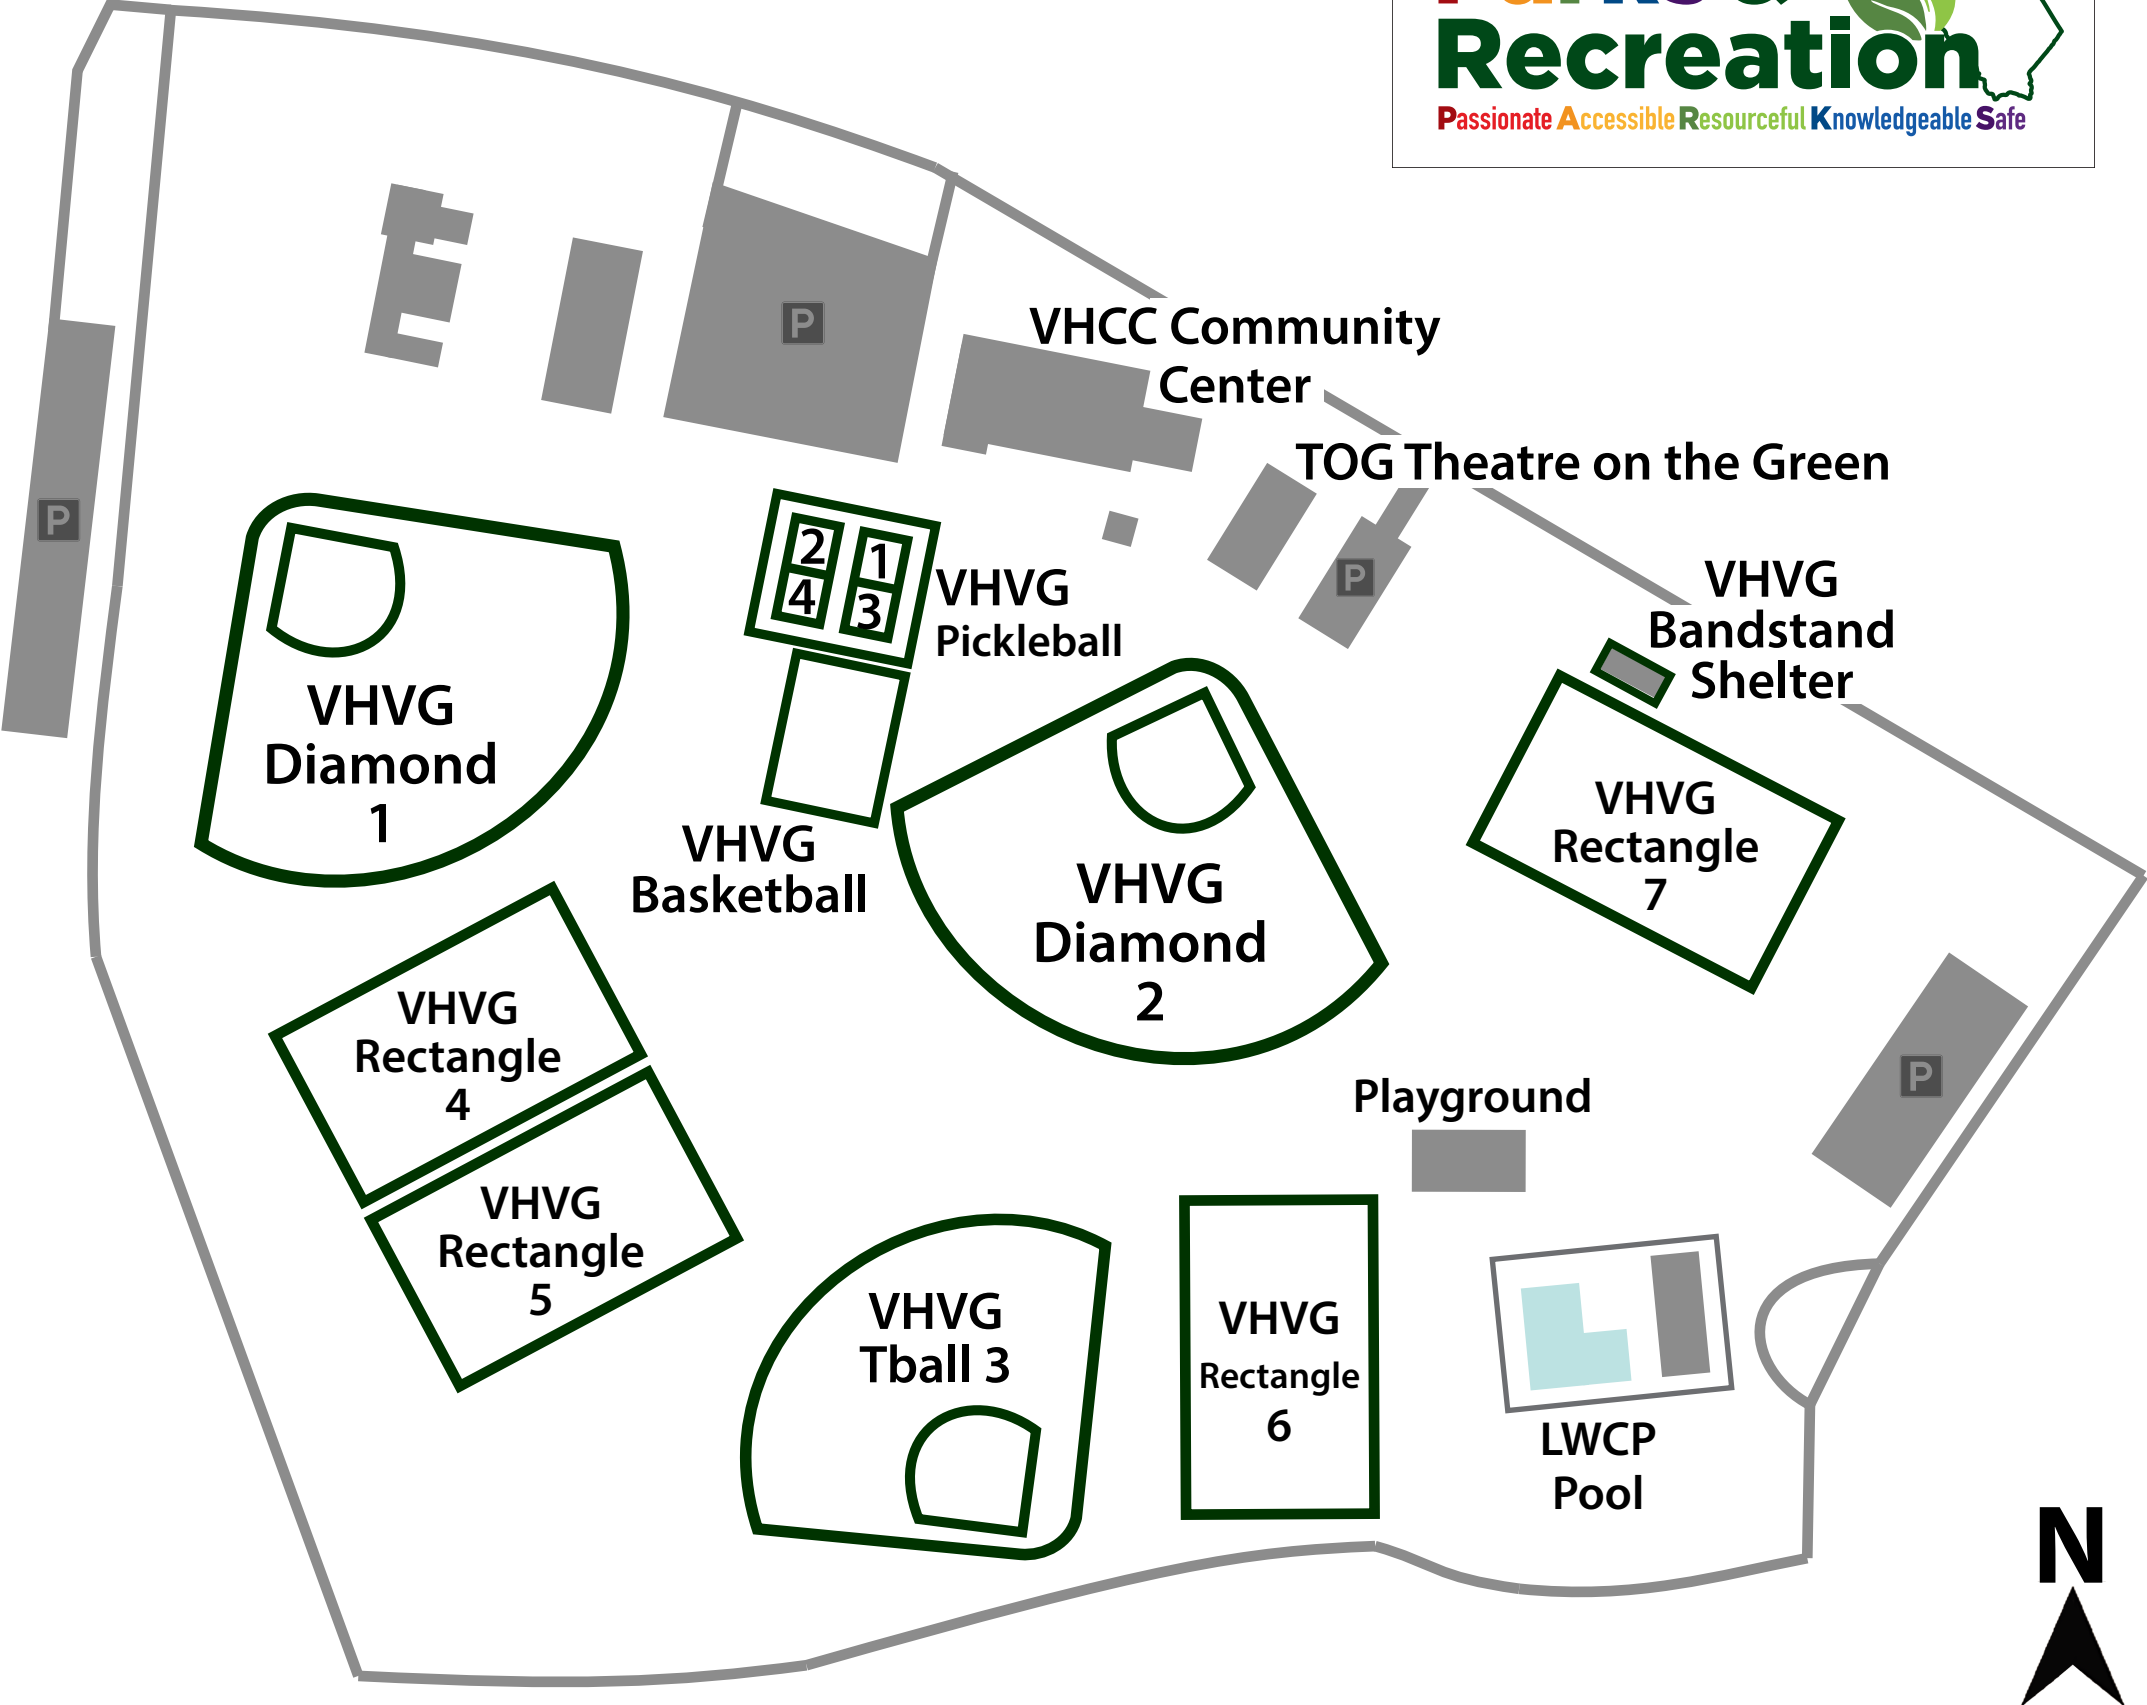 Recreation
Passionate Accessible Resourceful Knowledgeable Safe
P
VHCC Community
Center
TOG Theatre on the Green
P
2
1
4
3
VHVG
Pickleball
P
VHVG
Bandstand
Shelter
VHVG
Diamond
1
VHVG
Basketball
VHVG
Diamond
2
VHVG
Rectangle
7
VHVG
Rectangle
4
P
Playground
VHVG
Rectangle
5
VHVG
Tball 3
VHVG
Rectangle
6
LWCP
Pool
N